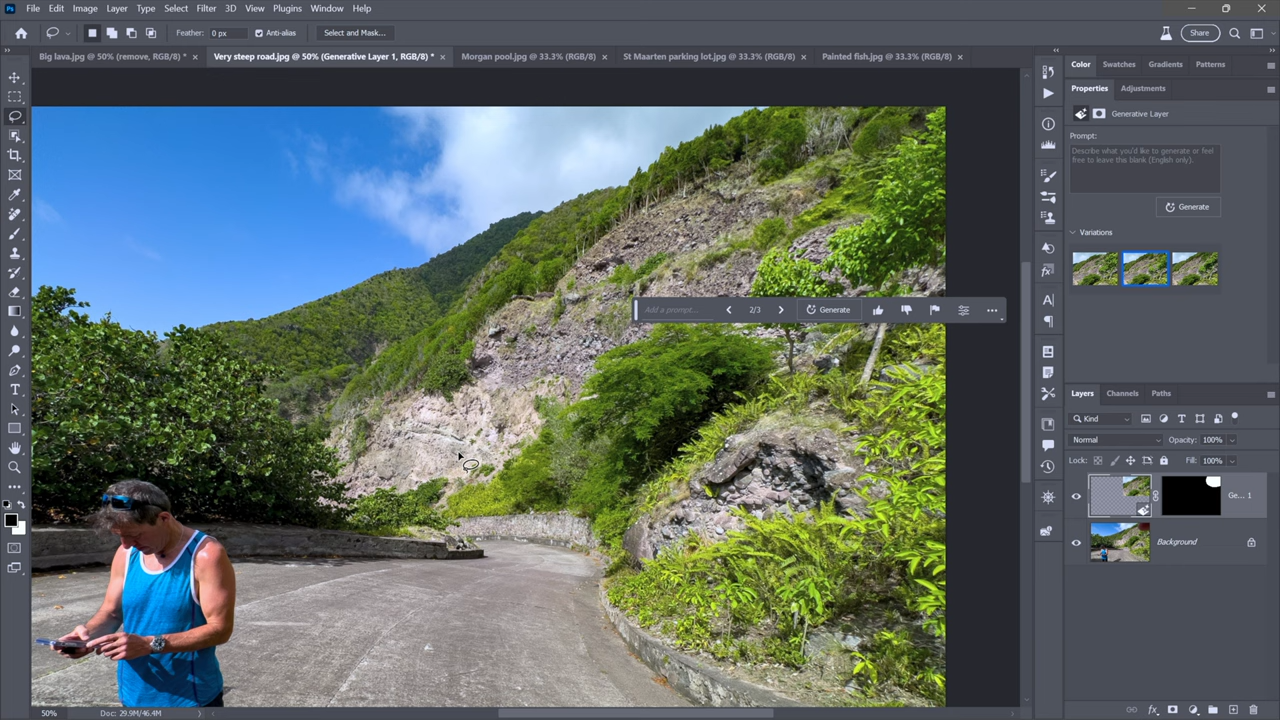 Ps File Edit Image Layer Type Select Filter 3D View Plugins Window Help
Feather: 0 px Anti-alias Select and Mask... Share
Big lava.jpg @ 50% (remove, RGB/8) * × Very steep road.jpg @ 50% (Generative Layer 1, RGB/8) * × Morgan pool.jpg @ 33.3% (RGB/8) × St Maarten parking lot.jpg @ 33.3% (RGB/8) × Painted fish.jpg @ 33.3% (RGB/8) ×
Color Swatches Gradients Patterns
Properties Adjustments
Generative Layer
Prompt:
Describe what you'd like to generate or feel
free to leave this blank (English only).
Generate
Variations
Add a prompt... 2/3 Generate
Layers Channels Paths
Kind
Normal Opacity: 100%
Lock: Fill: 100%
Ge... 1
Background
50% Doc: 29.9M/46.4M